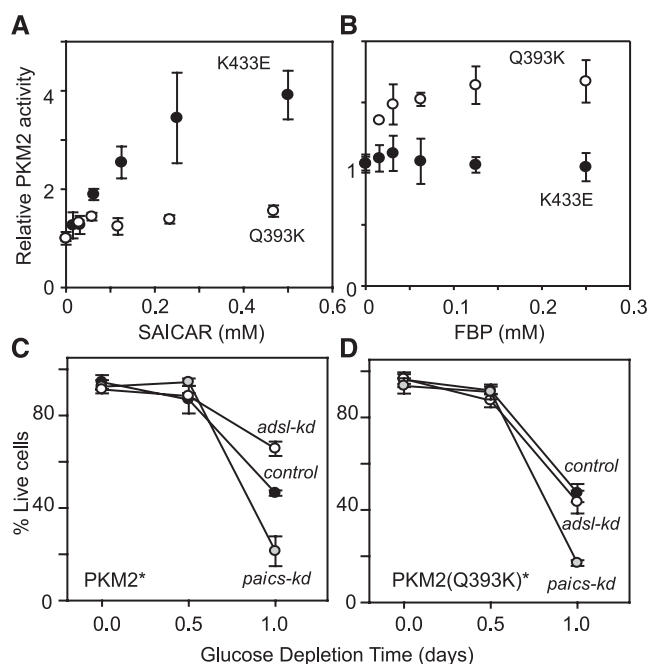 A
B
Relative PKM2 activity
4
2
0
K433E
Q393K
0
0.2
0.4
0.6
SAICAR (mM)
1
0
Q393K
K433E
0
0.1
0.2
0.3
FBP (mM)
C
D
% Live cells
80
40
0
adsl-kd
control
paics-kd
PKM2*
0.0
0.5
1.0
80
40
0
control
adsl-kd
paics-kd
PKM2(Q393K)*
0.0
0.5
1.0
Glucose Depletion Time (days)